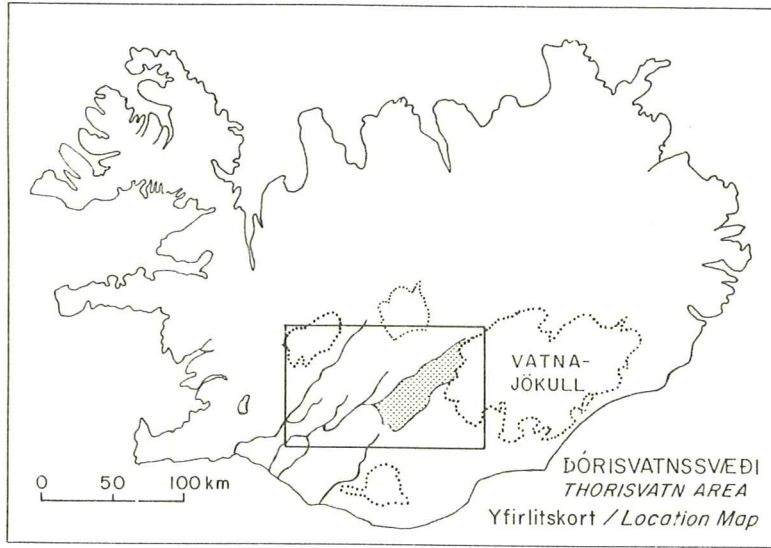 VATNA-
JÖKULL
0 50 100 km
ÞÓRISVATNSSVÆÐI
THORISVATN AREA
Yfirlitskort / Location Map